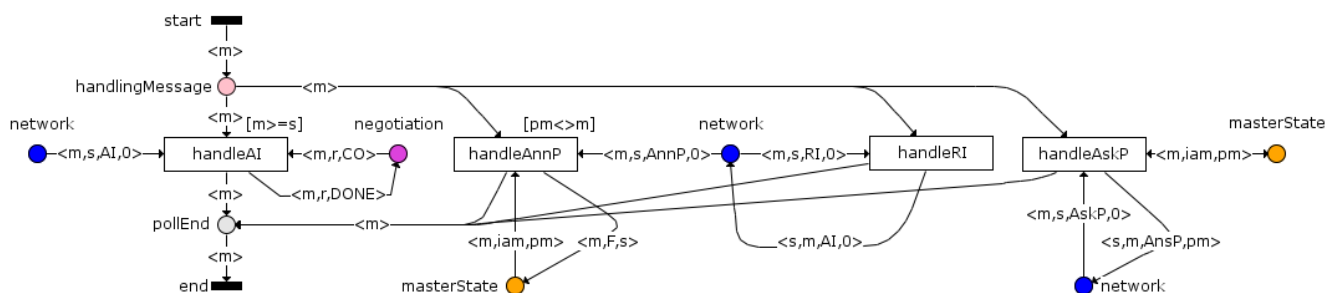 start
<m>
handlingMessage
<m>
<m>
network
[m>=s]
negotiation
[pm<>m]
network
masterState
<m,s,AI,0>
handleAI
<m,r,CO>
handleAnnP
<m,s,AnnP,0>
<m,s,RI,0>
handleRI
handleAskP
<m,iam,pm>
<m>
<m,r,DONE>
pollEnd
<m>
<m,iam,pm>
<m,F,s>
<s,m,AI,0>
<m,s,AskP,0>
<s,m,AnsP,pm>
<m>
end
masterState
network